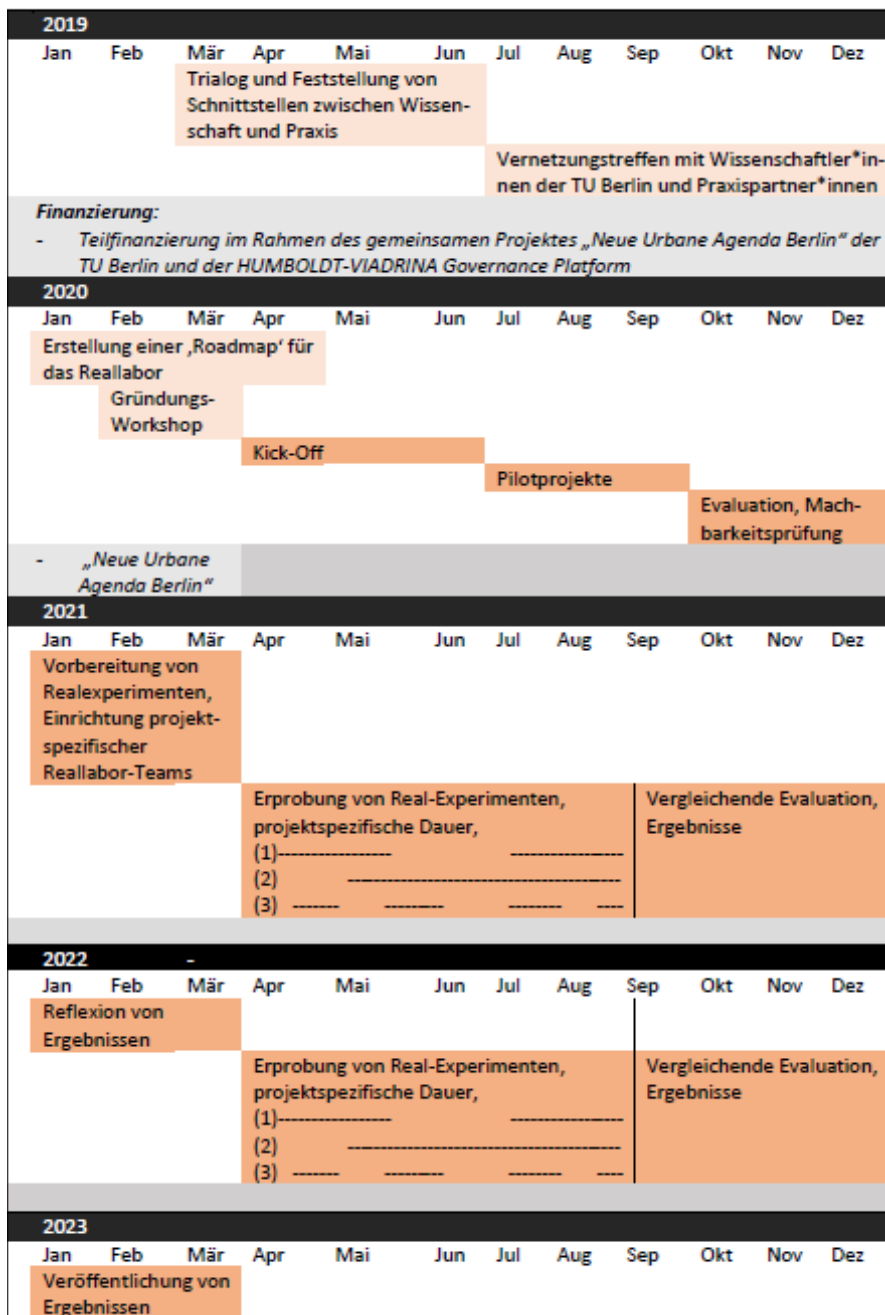 2019
Jan Feb Mär Apr Mai Jun Jul Aug Sep Okt Nov Dez
Trialog und Feststellung von
Schnittstellen zwischen Wissen-
schaft und Praxis
Vernetzungstreffen mit Wissenschaftler*in-
nen der TU Berlin und Praxispartner*innen
Finanzierung:
- Teilfinanzierung im Rahmen des gemeinsamen Projektes „Neue Urbane Agenda Berlin“ der
TU Berlin und der HUMBOLDT-VIADRINA Governance Platform
2020
Jan Feb Mär Apr Mai Jun Jul Aug Sep Okt Nov Dez
Erstellung einer ‚Roadmap‘ für
das Reallabor
Gründungs-
Workshop
Kick-Off
Pilotprojekte
Evaluation, Mach-
barkeitsprüfung
- „Neue Urbane
Agenda Berlin“
2021
Jan Feb Mär Apr Mai Jun Jul Aug Sep Okt Nov Dez
Vorbereitung von
Realexperimenten,
Einrichtung projekt-
spezifischer
Reallabor-Teams
Erprobung von Real-Experimenten,
projektspezifische Dauer,
(1)----------------- -----------------
(2) -----------------------------------------
(3) ------- --------- -------- ----
Vergleichende Evaluation,
Ergebnisse
2022 -
Jan Feb Mär Apr Mai Jun Jul Aug Sep Okt Nov Dez
Reflexion von
Ergebnissen
Erprobung von Real-Experimenten,
projektspezifische Dauer,
(1)----------------- -----------------
(2) -----------------------------------------
(3) ------- --------- -------- ----
Vergleichende Evaluation,
Ergebnisse
2023
Jan Feb Mär Apr Mai Jun Jul Aug Sep Okt Nov Dez
Veröffentlichung von
Ergebnissen